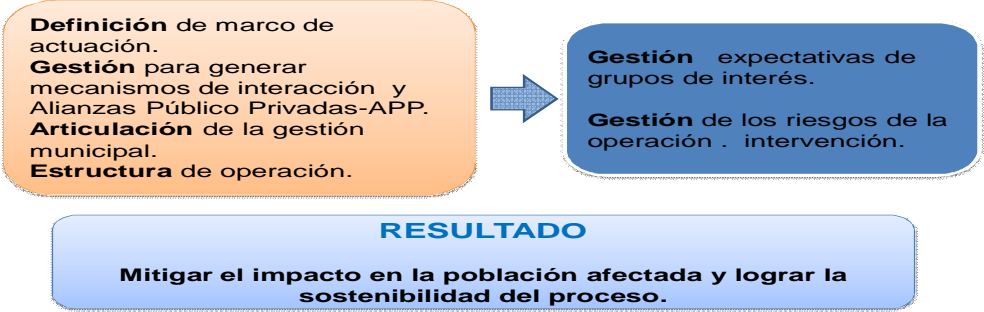 Definición de marco de
actuación.
Gestión para generar
mecanismos de interacción y
Alianzas Público Privadas-APP.
Articulación de la gestión
municipal.
Estructura de operación.
Gestión expectativas de
grupos de interés.
Gestión de los riesgos de la
operación . intervención.
RESULTADO
Mitigar el impacto en la población afectada y lograr la
sostenibilidad del proceso.